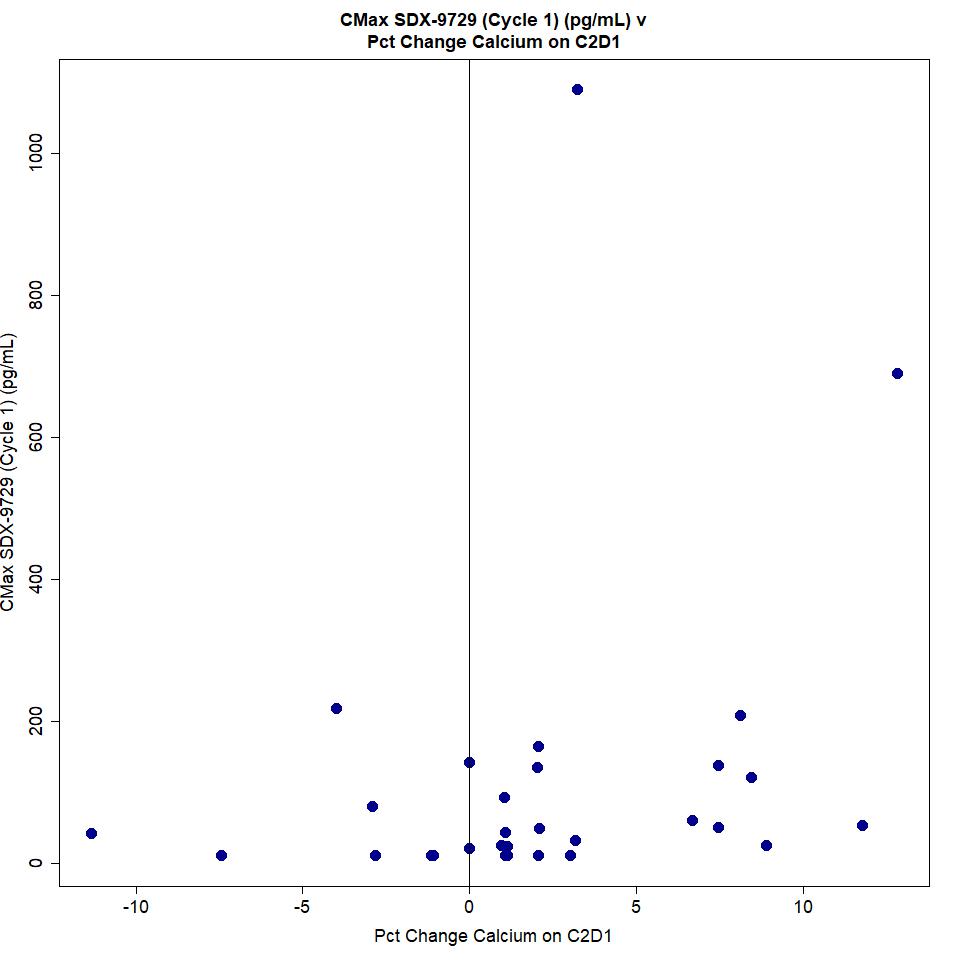 CMax SDX-9729 (Cycle 1) (pg/mL) v
Pct Change Calcium on C2D1
CMax SDX-9729 (Cycle 1) (pg/mL)
1000
800
600
400
200
0
-10
-5
0
5
10
Pct Change Calcium on C2D1